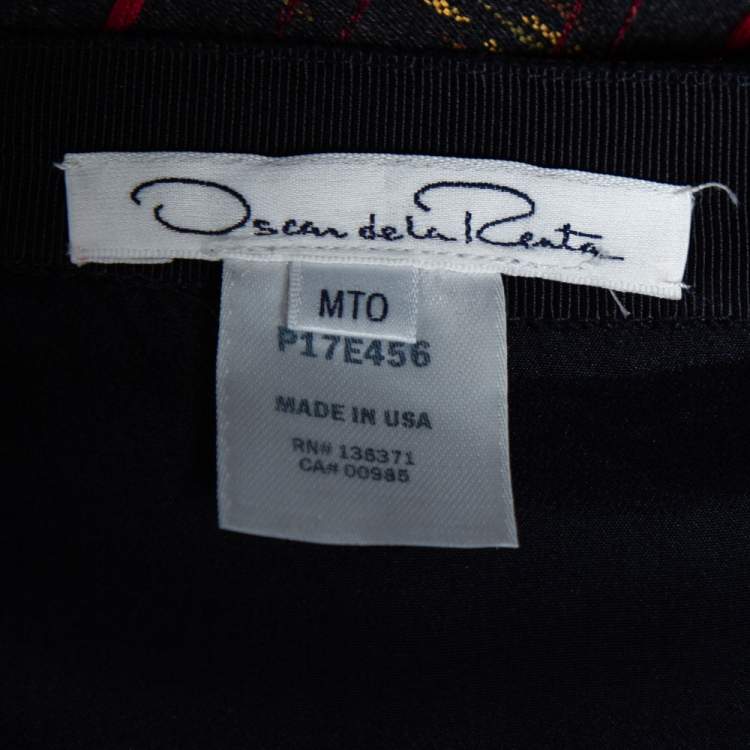 Oscar de la Renta
MTO
P17E456
MADE IN USA
RN# 136371
CA# 00985